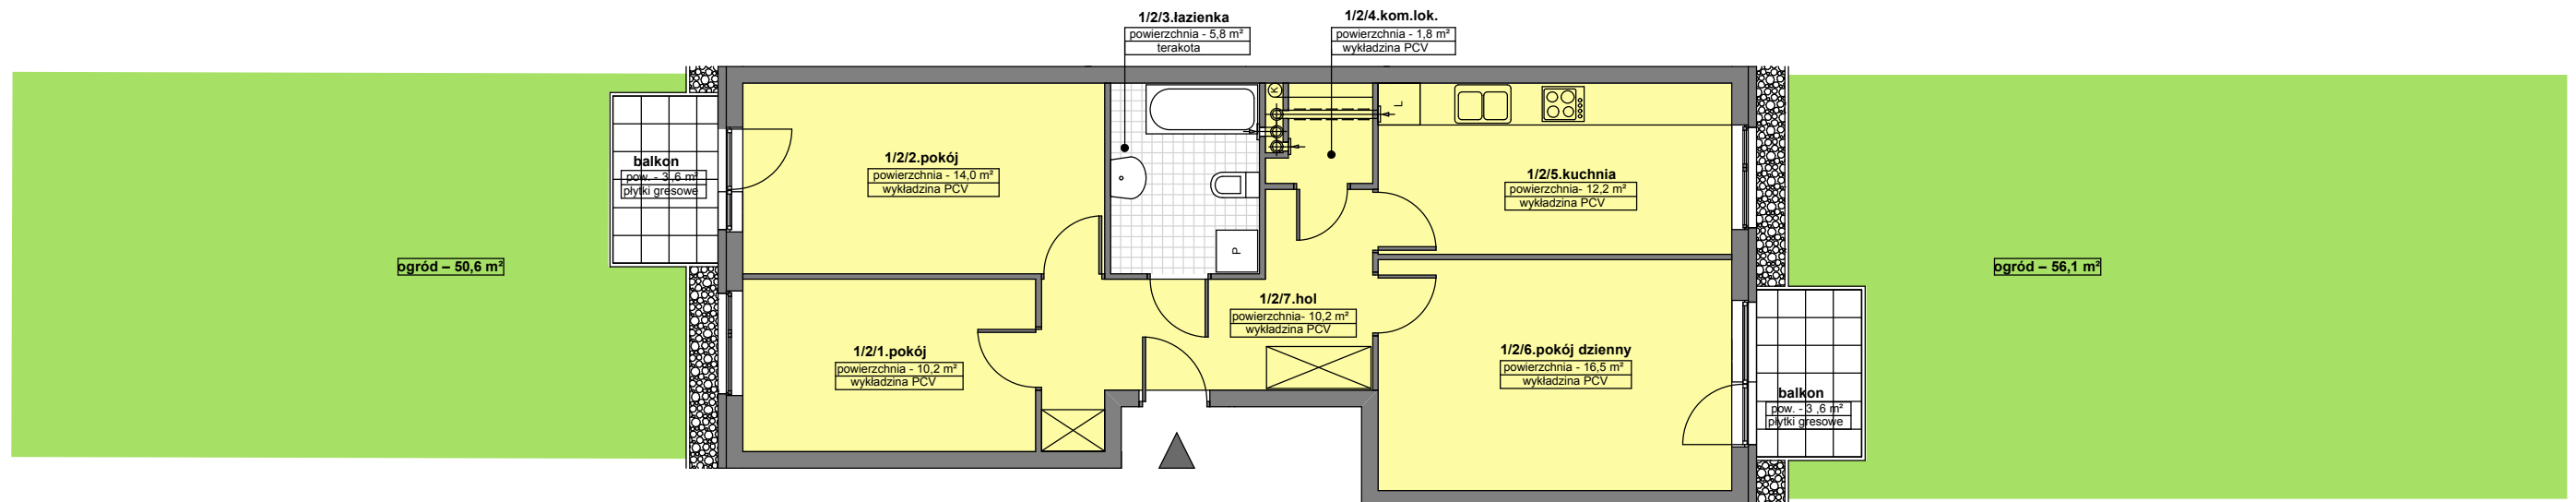 1/2/3.łazienka
powierzchnia - 5,8 m²
terakota
1/2/4.kom.lok.
powierzchnia - 1,8 m²
wykładzina PCV
balkon
pow. - 3,6 m²
płytki gresowe
ogród – 50,6 m²
1/2/2.pokój
powierzchnia - 14,0 m²
wykładzina PCV
1/2/1.pokój
powierzchnia - 10,2 m²
wykładzina PCV
P
K
L
1/2/7.hol
powierzchnia- 10,2 m²
wykładzina PCV
1/2/5.kuchnia
powierzchnia- 12,2 m²
wykładzina PCV
1/2/6.pokój dzienny
powierzchnia - 16,5 m²
wykładzina PCV
balkon
pow. - 3 ,6 m²
płytki gresowe
ogród – 56,1 m²